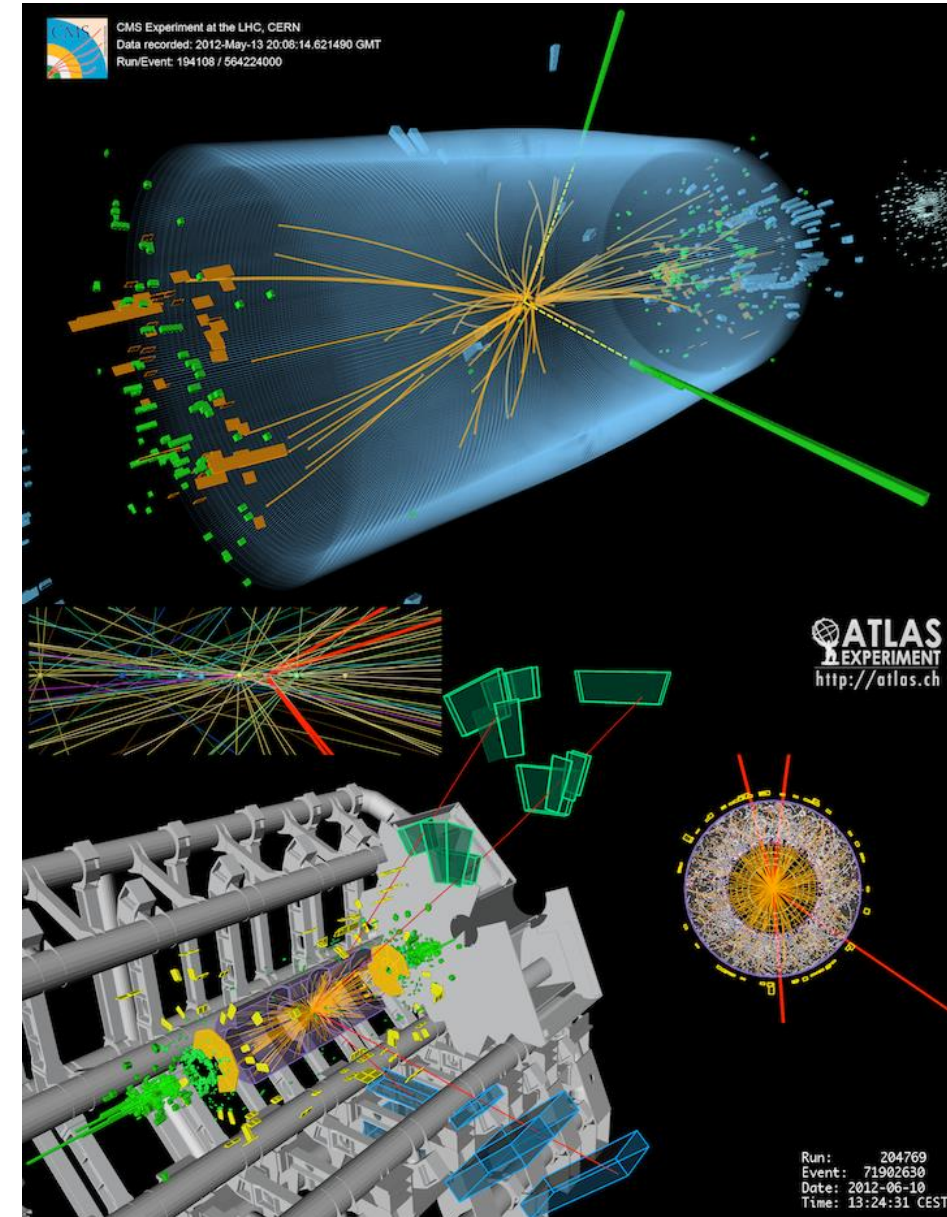 CMS
CMS Experiment at the LHC, CERN
Data recorded: 2012-May-13 20:08:14.621490 GMT
Run/Event: 194108 / 564224000
ATLAS
EXPERIMENT
http://atlas.ch
Run: 204769
Event: 71902630
Date: 2012-06-10
Time: 13:24:31 CEST